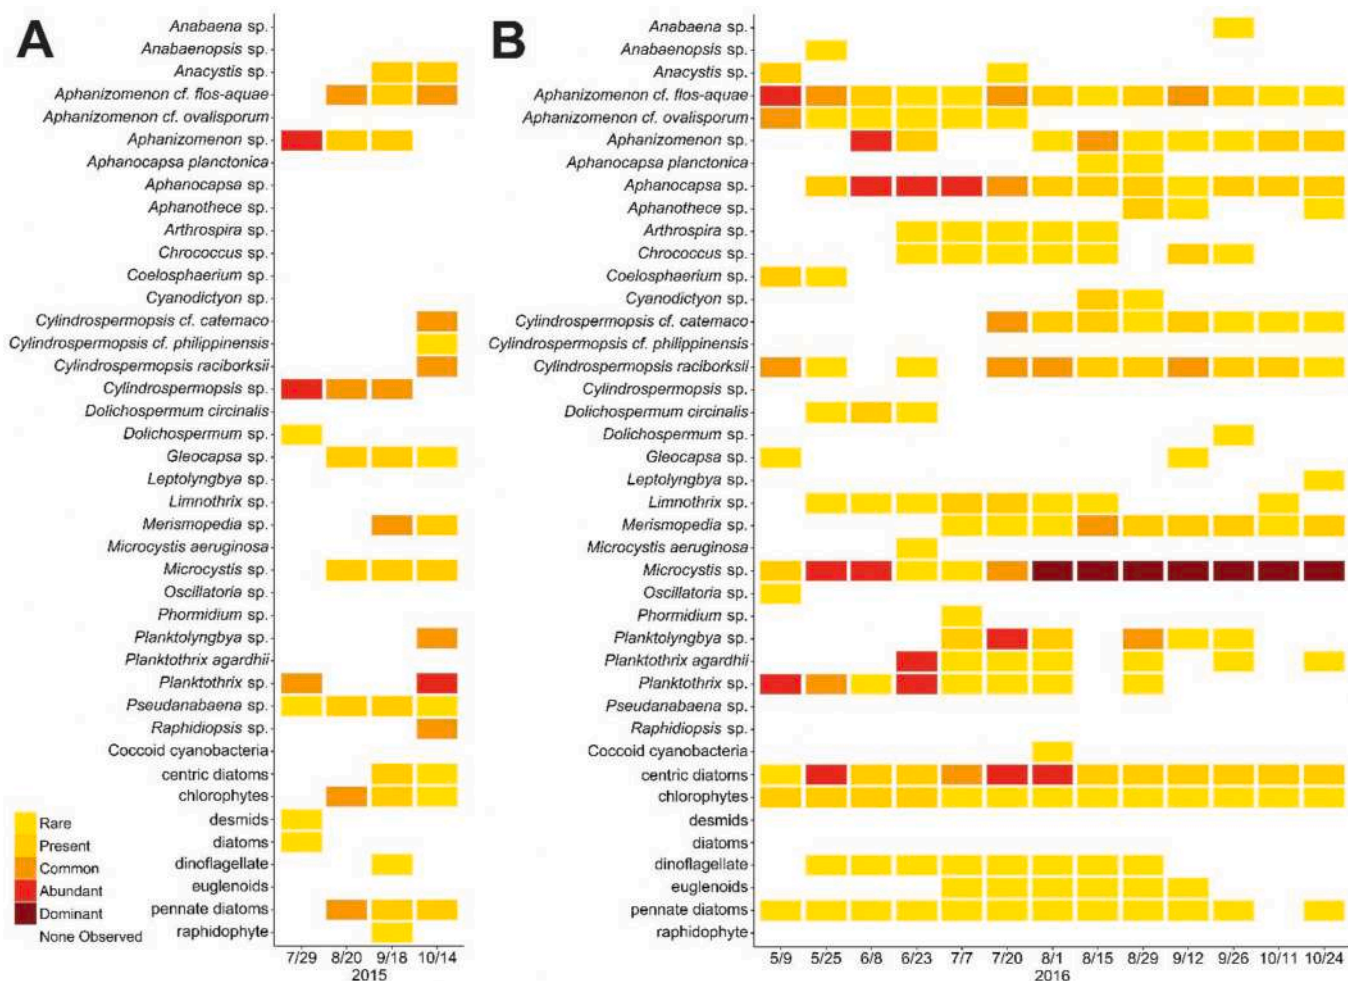 A
Anabaena sp.
Anabaenopsis sp.
Anacystis sp.
Aphanizomenon cf. flos-aquae
Aphanizomenon cf. ovalisporum
Aphanizomenon sp.
Aphanocapsa planctonica
Aphanocapsa sp.
Aphanothece sp.
Arthrospira sp.
Chrococcus sp.
Coelosphaerium sp.
Cyanodictyon sp.
Cylindrospermopsis cf. catemaco
Cylindrospermopsis cf. philippinensis
Cylindrospermopsis raciborksii
Cylindrospermopsis sp.
Dolichospermum circinalis
Dolichospermum sp.
Gleocapsa sp.
Leptolyngbya sp.
Limnothrix sp.
Merismopedia sp.
Microcystis aeruginosa
Microcystis sp.
Oscillatoria sp.
Phormidium sp.
Planktolyngbya sp.
Planktothrix agardhii
Planktothrix sp.
Pseudanabaena sp.
Raphidiopsis sp.
Coccoid cyanobacteria
centric diatoms
chlorophytes
desmids
diatoms
dinoflagellate
euglenoids
pennate diatoms
raphidophyte
7/29 8/20 9/18 10/14
2015
Rare
Present
Common
Abundant
Dominant
None Observed
B
Anabaena sp.
Anabaenopsis sp.
Anacystis sp.
Aphanizomenon cf. flos-aquae
Aphanizomenon cf. ovalisporum
Aphanizomenon sp.
Aphanocapsa planctonica
Aphanocapsa sp.
Aphanothece sp.
Arthrospira sp.
Chrococcus sp.
Coelosphaerium sp.
Cyanodictyon sp.
Cylindrospermopsis cf. catemaco
Cylindrospermopsis cf. philippinensis
Cylindrospermopsis raciborksii
Cylindrospermopsis sp.
Dolichospermum circinalis
Dolichospermum sp.
Gleocapsa sp.
Leptolyngbya sp.
Limnothrix sp.
Merismopedia sp.
Microcystis aeruginosa
Microcystis sp.
Oscillatoria sp.
Phormidium sp.
Planktolyngbya sp.
Planktothrix agardhii
Planktothrix sp.
Pseudanabaena sp.
Raphidiopsis sp.
Coccoid cyanobacteria
centric diatoms
chlorophytes
desmids
diatoms
dinoflagellate
euglenoids
pennate diatoms
raphidophyte
5/9 5/25 6/8 6/23 7/7 7/20 8/1 8/15 8/29 9/12 9/26 10/11 10/24
2016